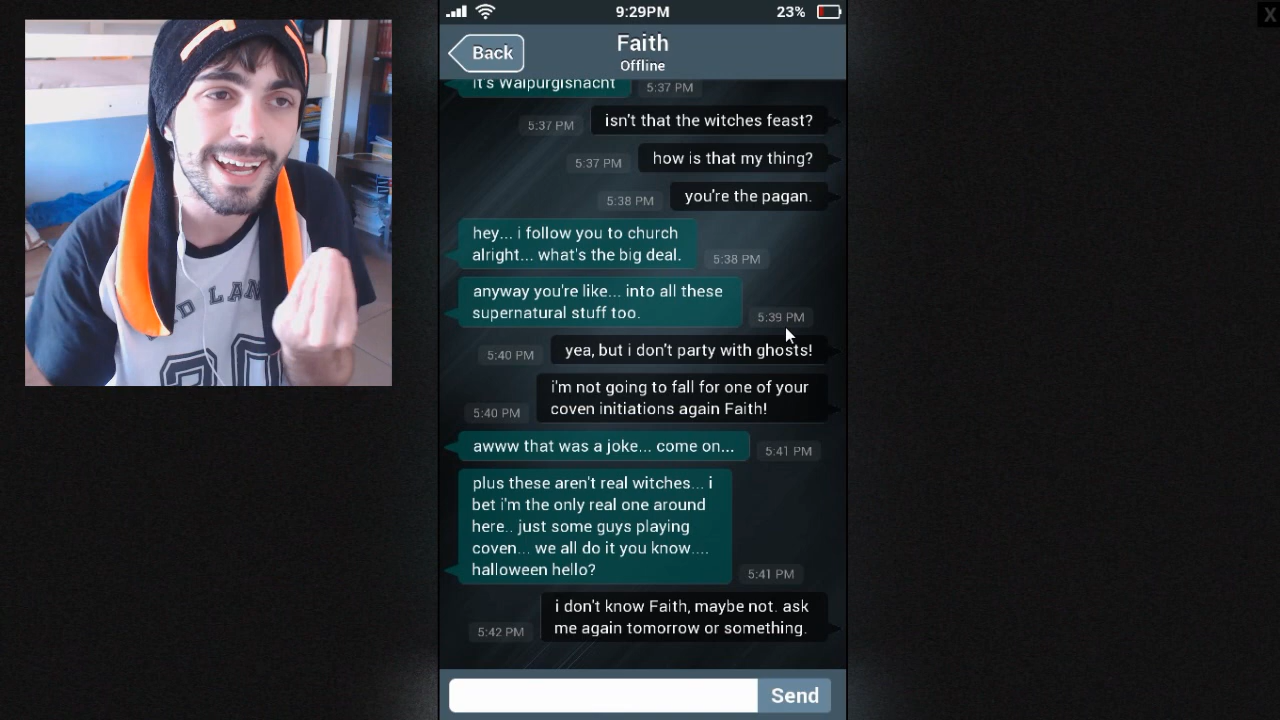 X
9:29PM
23%
Back
Faith
Offline
it's Walpurgisnacht
5:37 PM
isn't that the witches feast?
5:37 PM
how is that my thing?
5:37 PM
you're the pagan.
5:38 PM
hey... i follow you to church
alright... what's the big deal.
5:38 PM
anyway you're like... into all these
supernatural stuff too.
5:39 PM
yea, but i don't party with ghosts!
5:40 PM
i'm not going to fall for one of your
coven initiations again Faith!
5:40 PM
awww that was a joke... come on...
5:41 PM
plus these aren't real witches... i
bet i'm the only real one around
here.. just some guys playing
coven... we all do it you know....
halloween hello?
5:41 PM
i don't know Faith, maybe not. ask
me again tomorrow or something.
5:42 PM
Send